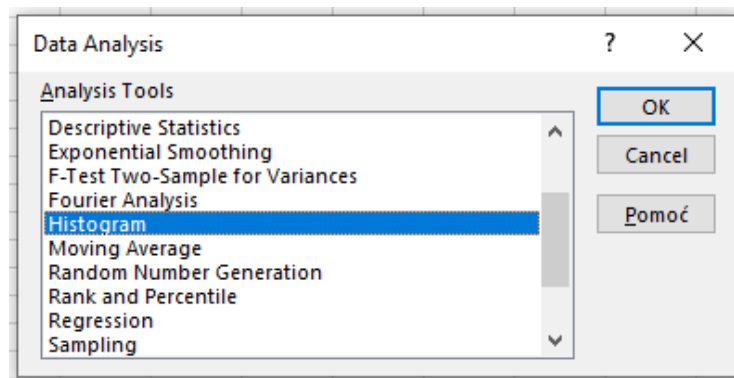 Data Analysis ? ×
Analysis Tools
Descriptive Statistics
Exponential Smoothing
F-Test Two-Sample for Variances
Fourier Analysis
Histogram
Moving Average
Random Number Generation
Rank and Percentile
Regression
Sampling
OK
Cancel
Pomoć